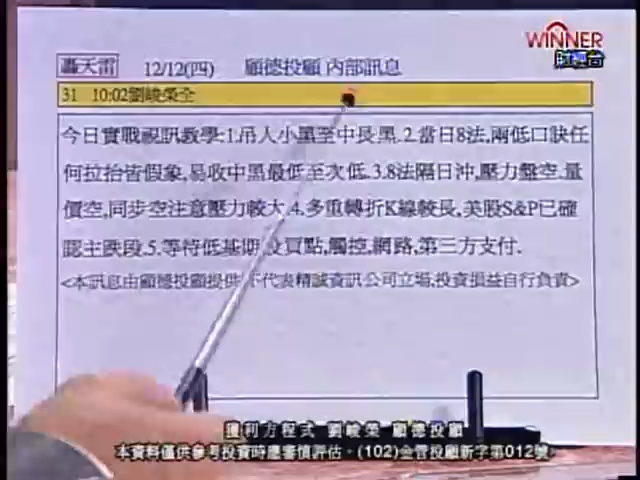 WINNER
財經台
轟天雷 12/12(四) 顧德投顧 內部訊息
31 10:02劉峻榮全
今日實戰視訊教學:1.吊人小黑至中長黑.2.當日8法,兩低口訣任
何拉抬皆假象,易收中黑最低至次低.3.8法隔日沖,壓力盤空.量
價空,同步空注意壓力較大.4.多重轉折K線較長,美股S&P已確
認主跌段.5.等待低基期 買點,觸控,網路,第三方支付.
<本訊息由顧德投顧提供 不代表精誠資訊公司立場,投資損益自行負責>
獲利方程式 劉峻榮 顧德投顧
本資料僅供參考投資時應審慎評估。(102)金管投顧新字第012號